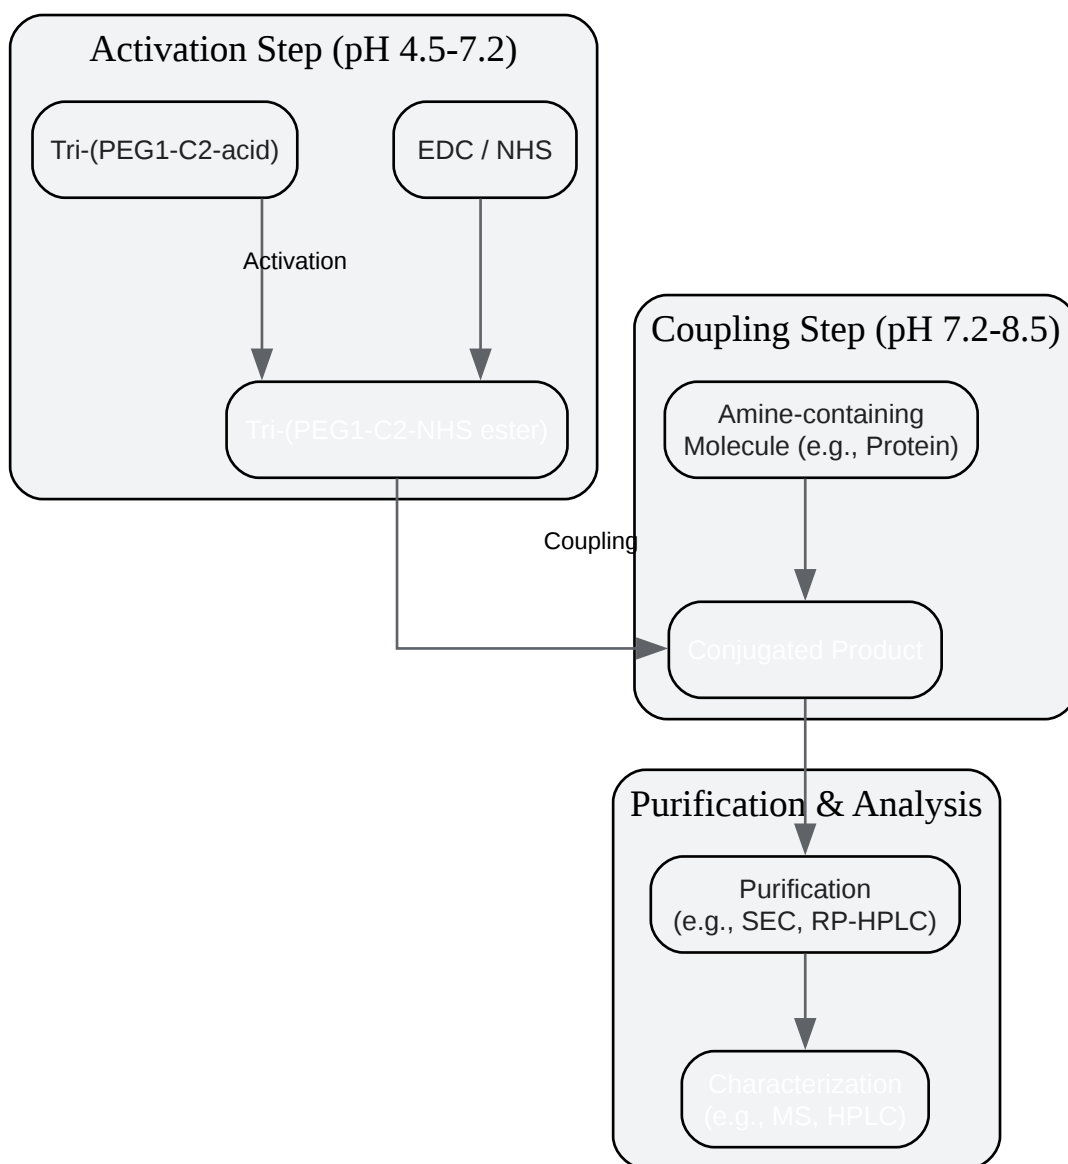 Activation Step (pH 4.5-7.2)
Tri-(PEG1-C2-acid)
EDC / NHS
Activation
Tri-(PEG1-C2-NHS ester)
Coupling Step (pH 7.2-8.5)
Amine-containing
Molecule (e.g., Protein)
Coupling
Conjugated Product
Purification & Analysis
Purification
(e.g., SEC, RP-HPLC)
Characterization
(e.g., MS, HPLC)